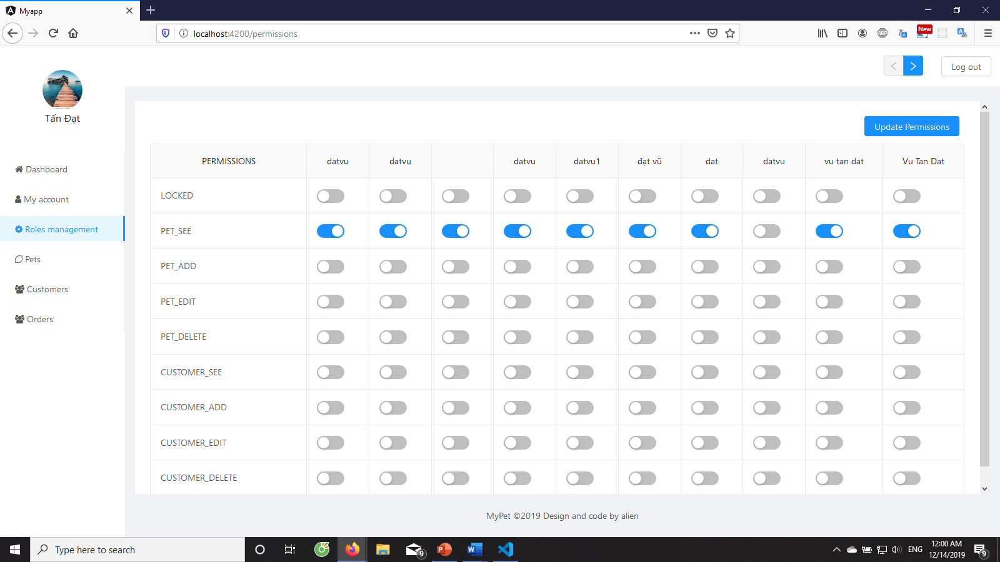 Myapp
localhost:4200/permissions
ABP
New
Log out
Tấn Đạt
Dashboard
My account
Roles management
Pets
Customers
Orders
Update Permissions
PERMISSIONS datvu datvu datvu datvu1 đạt vũ dat datvu vu tan dat Vu Tan Dat
LOCKED
PET_SEE
PET_ADD
PET_EDIT
PET_DELETE
CUSTOMER_SEE
CUSTOMER_ADD
CUSTOMER_EDIT
CUSTOMER_DELETE
MyPet ©2019 Design and code by alien
Type here to search
9
ENG
12:00 AM
12/14/2019
9